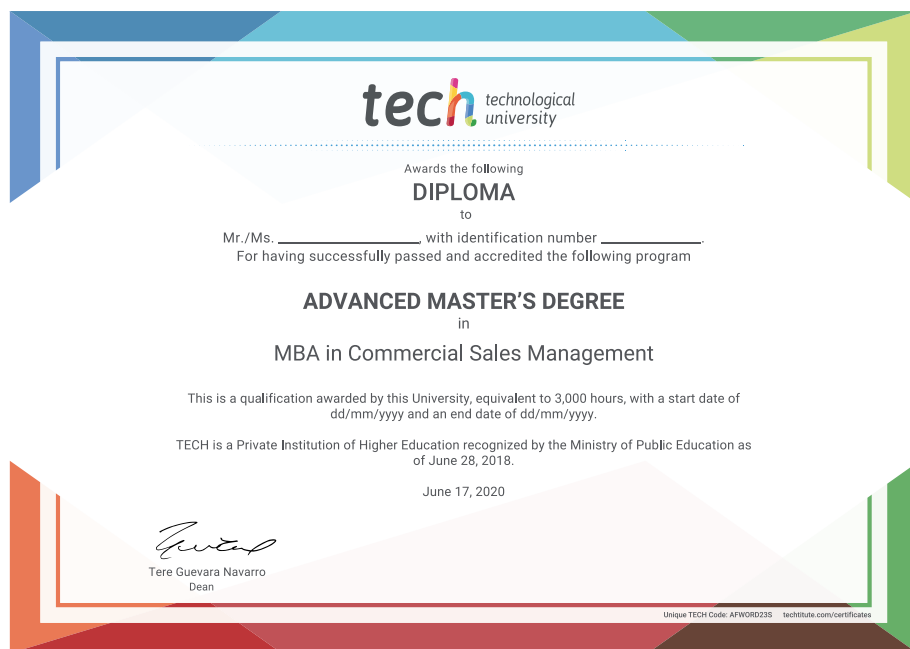 tech technological
university
Awards the following
DIPLOMA
to
Mr./Ms. ____________, with identification number ____________.
For having successfully passed and accredited the following program
ADVANCED MASTER’S DEGREE
in
MBA in Commercial Sales Management
This is a qualification awarded by this University, equivalent to 3,000 hours, with a start date of
dd/mm/yyyy and an end date of dd/mm/yyyy.
TECH is a Private Institution of Higher Education recognized by the Ministry of Public Education as
of June 28, 2018.
June 17, 2020
Tere Guevara Navarro
Dean
Unique TECH Code: AFWORD23S techtitute.com/certificates